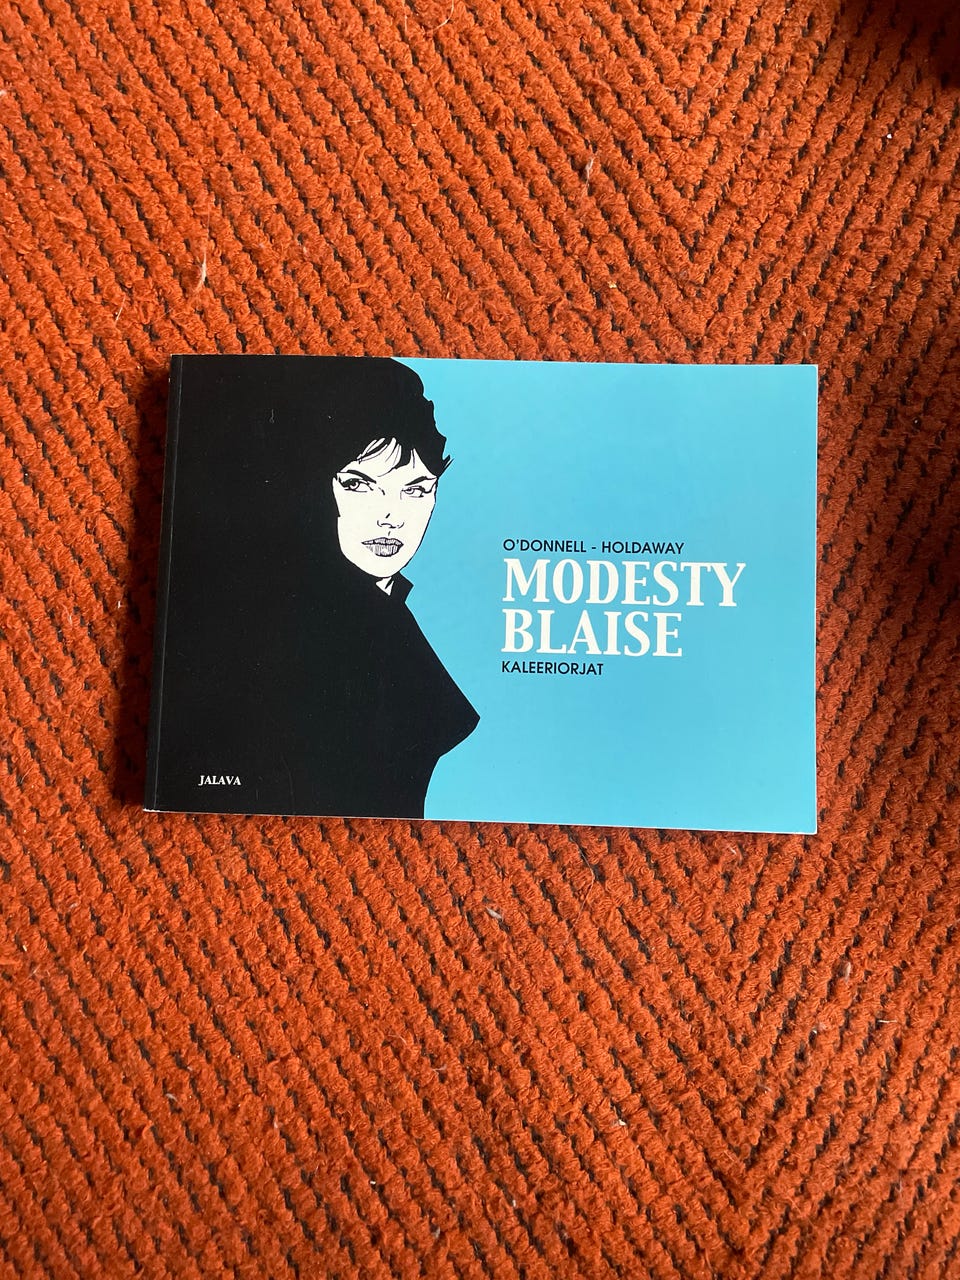 O'DONNELL - HOLDAWAY
MODESTY
BLAISE
KALEERIORJAT
JALAVA